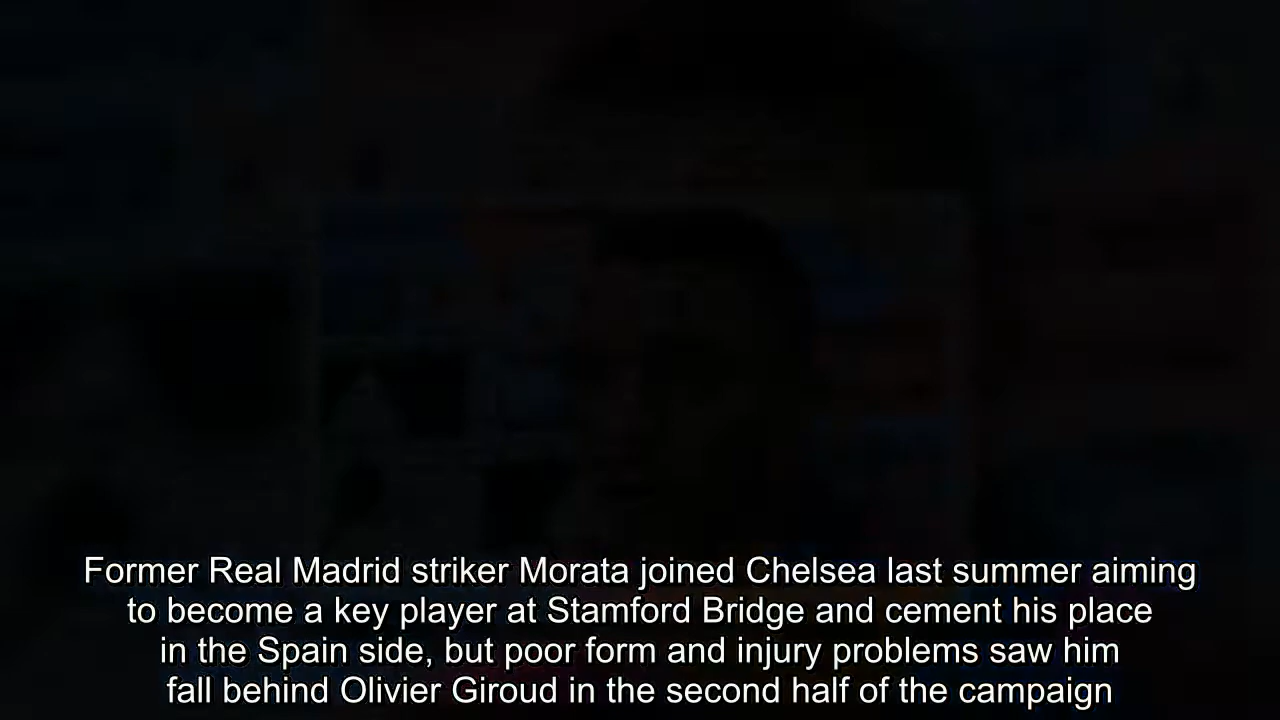 Former Real Madrid striker Morata joined Chelsea last summer aiming
to become a key player at Stamford Bridge and cement his place
in the Spain side, but poor form and injury problems saw him
fall behind Olivier Giroud in the second half of the campaign